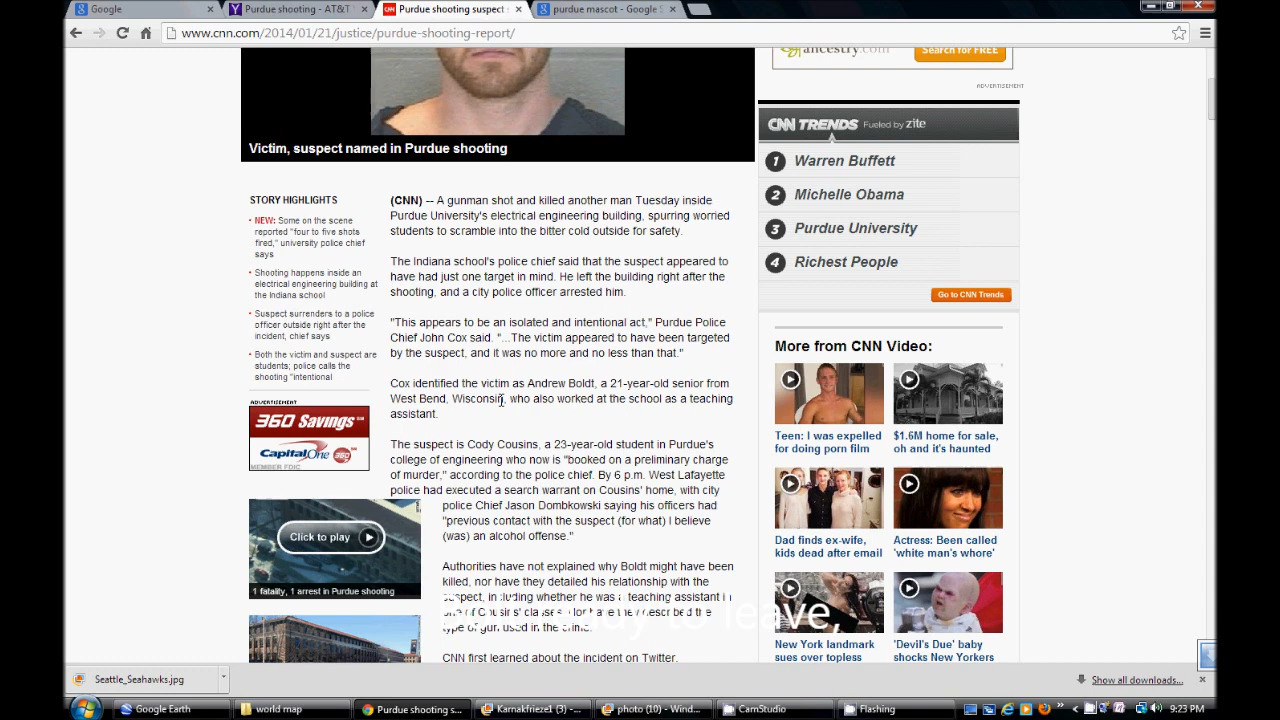 Google
Purdue shooting - AT&T
Purdue shooting suspect
purdue mascot - Google S
www.cnn.com/2014/01/21/justice/purdue-shooting-report/
ancestry.com
Search for FREE
ADVERTISEMENT
Victim, suspect named in Purdue shooting
STORY HIGHLIGHTS
NEW: Some on the scene
reported "four to five shots
fired," university police chief
says
Shooting happens inside an
electrical engineering building at
the Indiana school
Suspect surrenders to a police
officer outside right after the
incident, chief says
Both the victim and suspect are
students; police calls the
shooting "intentional
ADVERTISEMENT
360 Savings
CapitalOne 360
MEMBER FDIC
Click to play
1 fatality, 1 arrest in Purdue shooting
(CNN) -- A gunman shot and killed another man Tuesday inside
Purdue University's electrical engineering building, spurring worried
students to scramble into the bitter cold outside for safety.
The Indiana school's police chief said that the suspect appeared to
have had just one target in mind. He left the building right after the
shooting, and a city police officer arrested him.
"This appears to be an isolated and intentional act," Purdue Police
Chief John Cox said. "...The victim appeared to have been targeted
by the suspect, and it was no more and no less than that."
Cox identified the victim as Andrew Boldt, a 21-year-old senior from
West Bend, Wisconsin, who also worked at the school as a teaching
assistant.
The suspect is Cody Cousins, a 23-year-old student in Purdue's
college of engineering who now is "booked on a preliminary charge
of murder," according to the police chief. By 6 p.m. West Lafayette
police had executed a search warrant on Cousins' home, with city
police Chief Jason Dombkowski saying his officers had
"previous contact with the suspect (for what) I believe
(was) an alcohol offense."
Authorities have not explained why Boldt might have been
killed, nor have they detailed his relationship with the
suspect, including whether he was a teaching assistant in
one of Cousins' classes, nor have they described the
type of gun used in the crime.
CNN first learned about the incident on Twitter.
to leave,
CNN TRENDS Fueled by zite
1 Warren Buffett
2 Michelle Obama
3 Purdue University
4 Richest People
Go to CNN Trends
More from CNN Video:
Teen: I was expelled
for doing porn film
$1.6M home for sale,
oh and it's haunted
Dad finds ex-wife,
kids dead after email
Actress: Been called
'white man's whore'
New York landmark
sues over topless
'Devil's Due' baby
shocks New Yorkers
Seattle_Seahawks.jpg
Show all downloads...
Google Earth
world map
Purdue shooting s...
Karnakfrieze1 (3) -...
photo (10) - Wind...
CamStudio
Flashing
9:23 PM